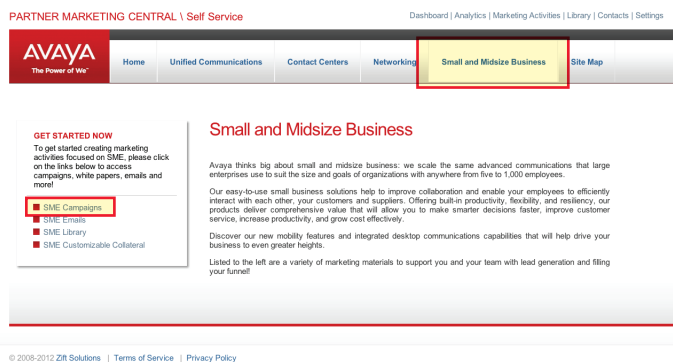 PARTNER MARKETING CENTRAL \ Self Service
Dashboard | Analytics | Marketing Activities | Library | Contacts | Settings
AVAYA
The Power of We™
Home
Unified Communications
Contact Centers
Networking
Small and Midsize Business
Site Map
GET STARTED NOW
To get started creating marketing
activities focused on SME, please click
on the links below to access
campaigns, white papers, emails and
more!
SME Campaigns
SME Emails
SME Library
SME Customizable Collateral
Small and Midsize Business
Avaya thinks big about small and midsize business: we scale the same advanced communications that large
enterprises use to suit the size and goals of organizations with anywhere from five to 1,000 employees.
Our easy-to-use small business solutions help to improve collaboration and enable your employees to efficiently
interact with each other, your customers and suppliers. Offering built-in productivity, flexibility, and resiliency, our
products deliver comprehensive value that will allow you to make smarter decisions faster, improve customer
service, increase productivity, and grow cost effectively.
Discover our new mobility features and integrated desktop communications capabilities that will help drive your
business to even greater heights.
Listed to the left are a variety of marketing materials to support you and your team with lead generation and filling
your funnel!
© 2008-2012 Zift Solutions | Terms of Service | Privacy Policy